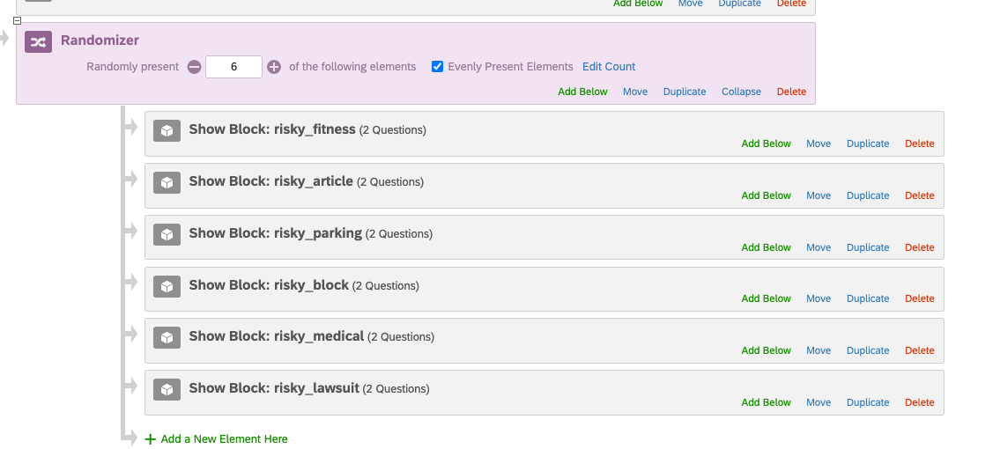 Add Below Move Duplicate Delete
Randomizer
Randomly present 6 of the following elements Evenly Present Elements Edit Count
Add Below Move Duplicate Collapse Delete
Show Block: risky_fitness (2 Questions)
Add Below Move Duplicate Delete
Show Block: risky_article (2 Questions)
Add Below Move Duplicate Delete
Show Block: risky_parking (2 Questions)
Add Below Move Duplicate Delete
Show Block: risky_block (2 Questions)
Add Below Move Duplicate Delete
Show Block: risky_medical (2 Questions)
Add Below Move Duplicate Delete
Show Block: risky_lawsuit (2 Questions)
Add Below Move Duplicate Delete
+ Add a New Element Here